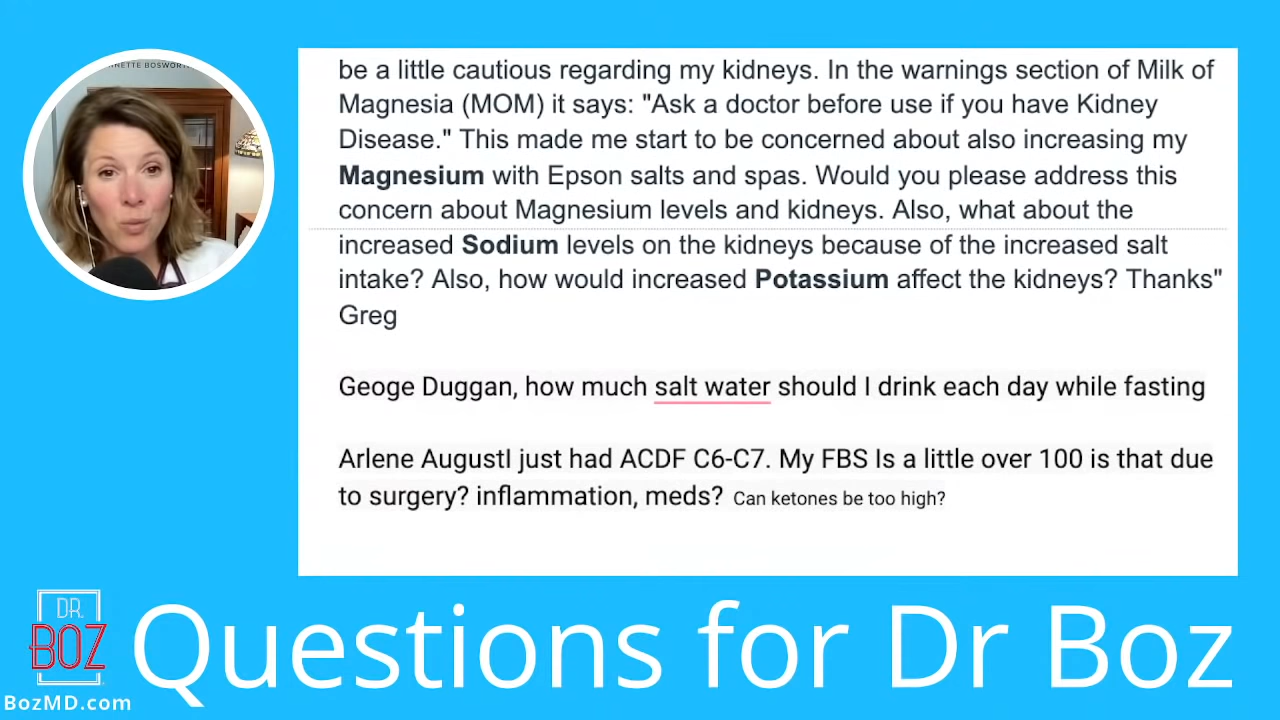 NETTE BOSWORT
be a little cautious regarding my kidneys. In the warnings section of Milk of
Magnesia (MOM) it says: "Ask a doctor before use if you have Kidney
Disease." This made me start to be concerned about also increasing my
Magnesium with Epson salts and spas. Would you please address this
concern about Magnesium levels and kidneys. Also, what about the
increased Sodium levels on the kidneys because of the increased salt
intake? Also, how would increased Potassium affect the kidneys? Thanks"
Greg
Geoge Duggan, how much salt water should I drink each day while fasting
Arlene AugustI just had ACDF C6-C7. My FBS Is a little over 100 is that due
to surgery? inflammation, meds? Can ketones be too high?
DR.
BOZ
Questions for Dr Boz
BozMD.com